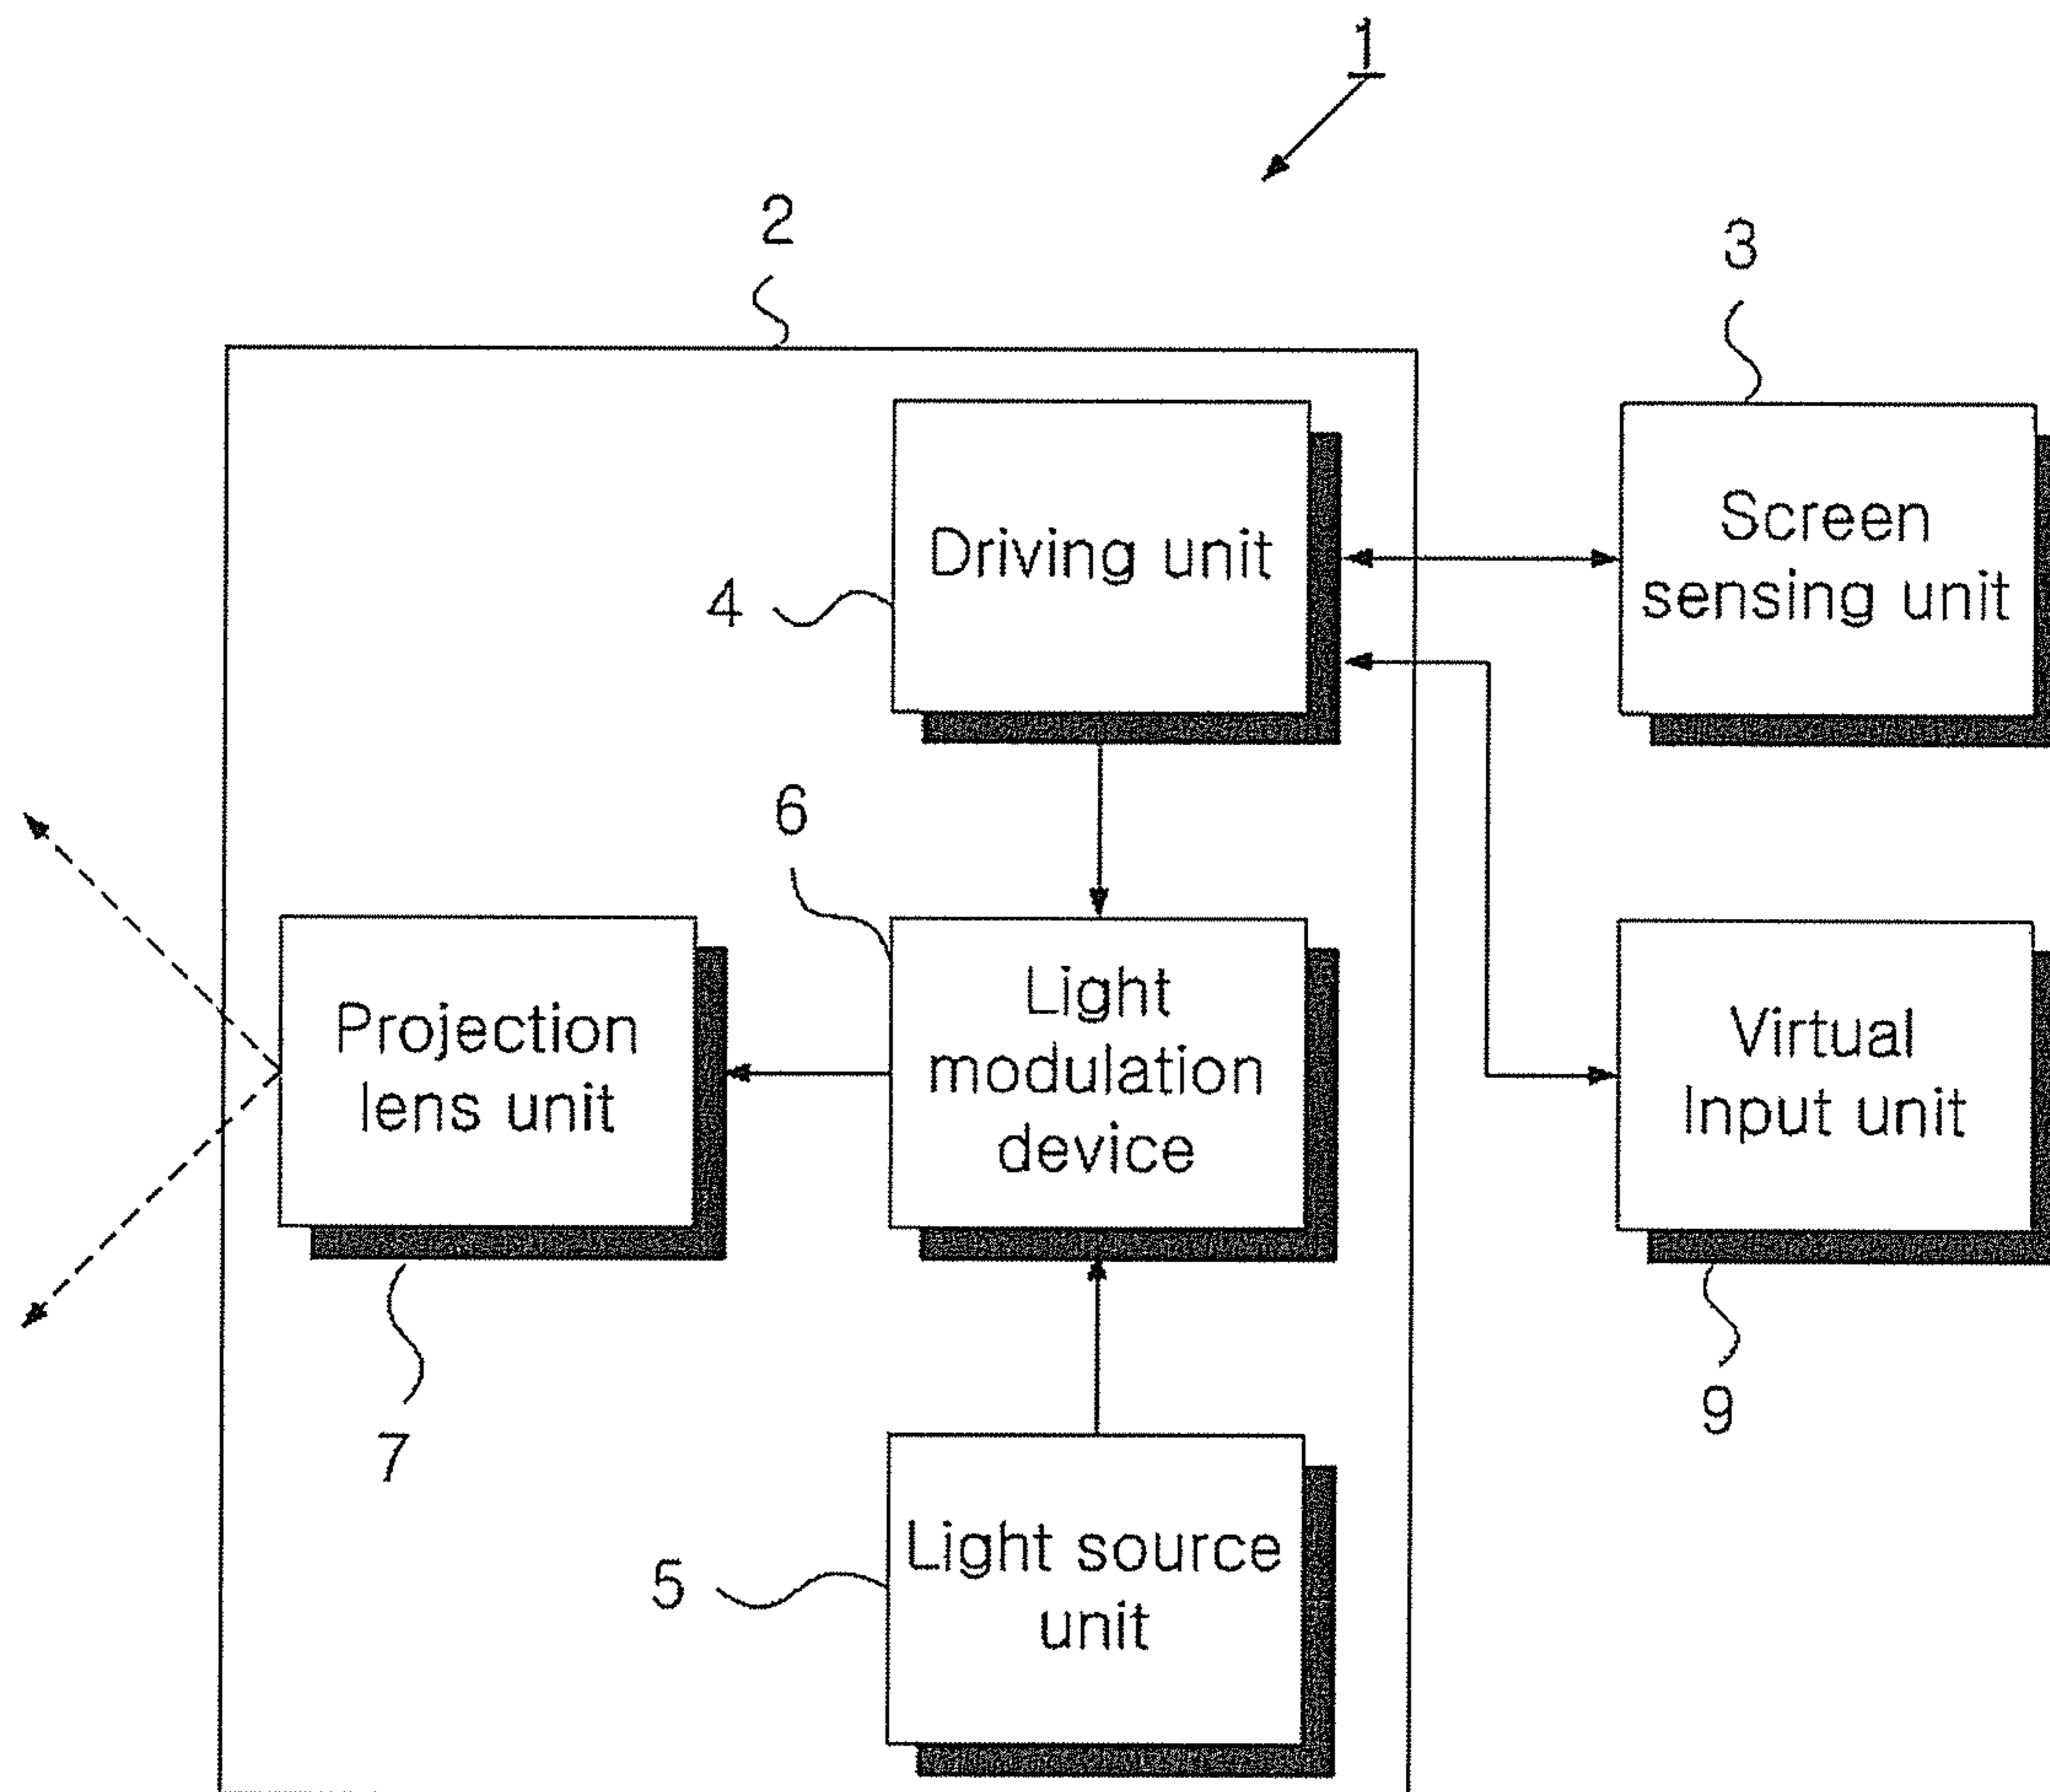 1
2
3
Driving unit
4
Screen
sensing unit
6
Projection
lens unit
Light
modulation
device
Virtual
Input unit
7
9
Light source
unit
5